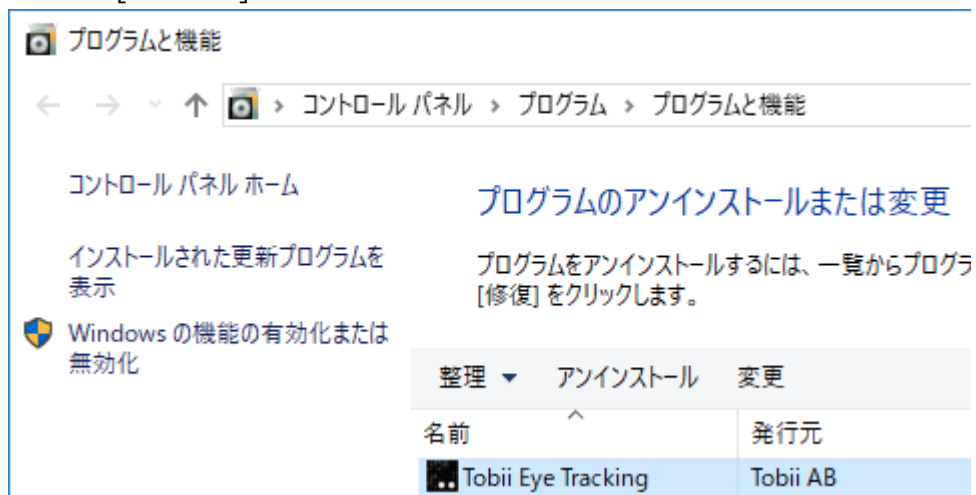 プログラムと機能
コントロール パネル > プログラム > プログラムと機能
コントロール パネル ホーム
インストールされた更新プログラムを
表示
Windows の機能の有効化または
無効化
プログラムのアンインストールまたは変更
プログラムをアンインストールするには、一覧からプログラ
[修復] をクリックします。
整理 アンインストール 変更
名前 発行元
Tobii Eye Tracking Tobii AB